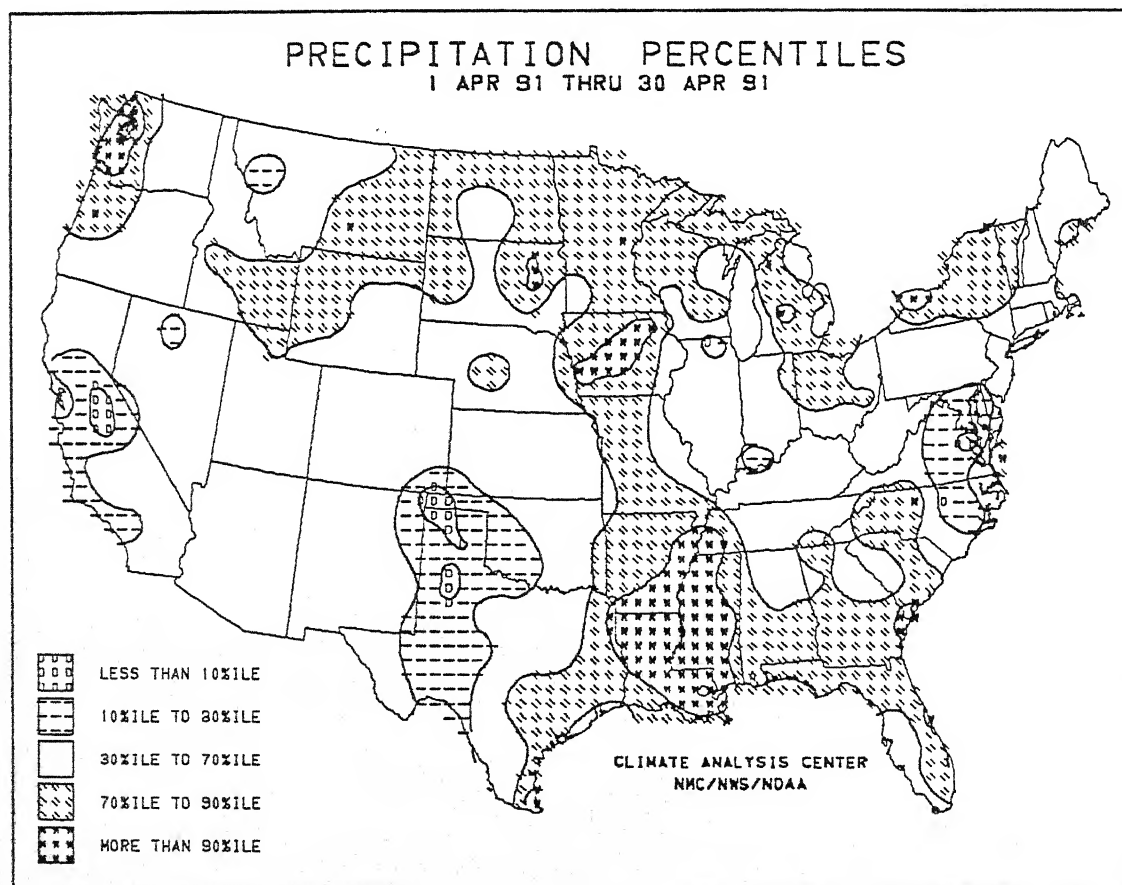 PRECIPITATION PERCENTILES
1 APR 91 THRU 30 APR 91
LESS THAN 10%ILE
10%ILE TO 30%ILE
30%ILE TO 70%ILE
70%ILE TO 90%ILE
MORE THAN 90%ILE
CLIMATE ANALYSIS CENTER
NMC/NWS/NOAA